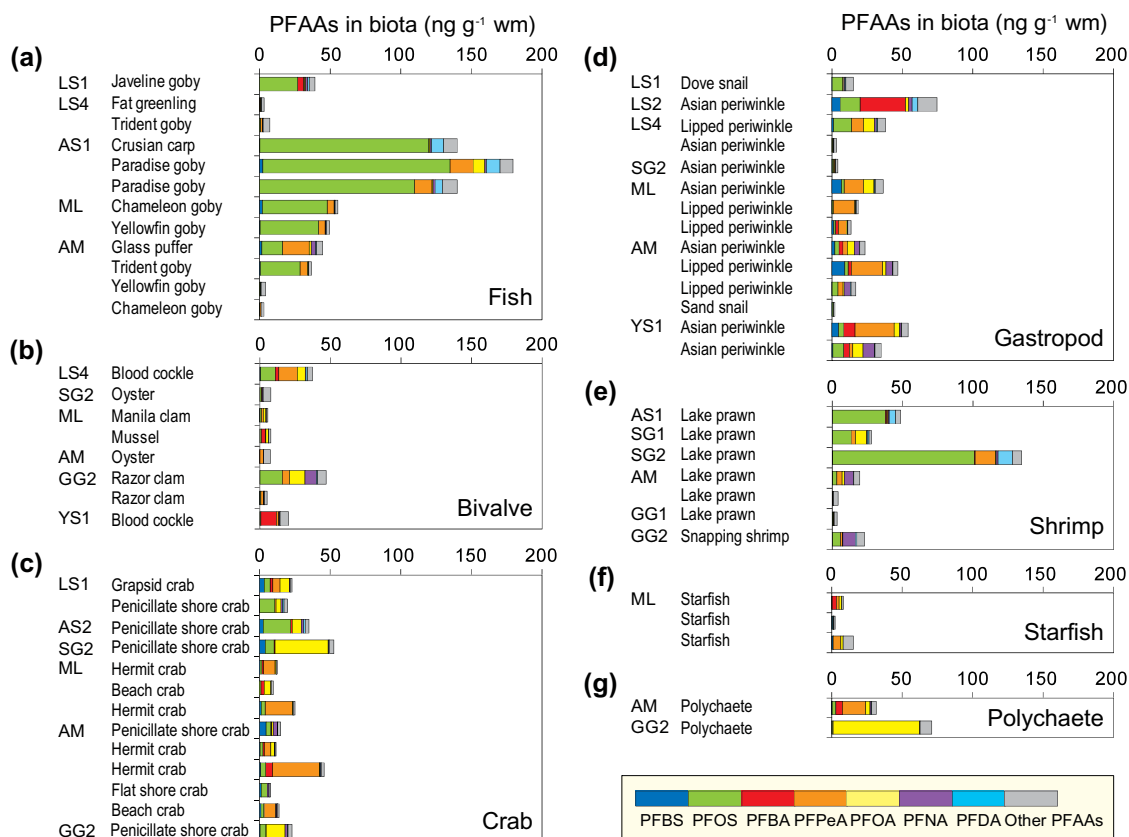 PFAAs in biota (ng g⁻¹ wm)
0 50 100 150 200
(a)
LS1 Javeline goby
LS4 Fat greenling
Trident goby
AS1 Crusian carp
Paradise goby
Paradise goby
ML Chameleon goby
Yellowfin goby
AM Glass puffer
Trident goby
Yellowfin goby
Chameleon goby
Fish
0 50 100 150 200
(b)
LS4 Blood cockle
SG2 Oyster
ML Manila clam
Mussel
AM Oyster
GG2 Razor clam
Razor clam
YS1 Blood cockle
Bivalve
0 50 100 150 200
(c)
LS1 Grapsid crab
Penicillate shore crab
AS2 Penicillate shore crab
SG2 Penicillate shore crab
ML Hermit crab
Beach crab
Hermit crab
AM Penicillate shore crab
Hermit crab
Hermit crab
Flat shore crab
Beach crab
GG2 Penicillate shore crab
Crab
PFAAs in biota (ng g⁻¹ wm)
0 50 100 150 200
(d)
LS1 Dove snail
LS2 Asian periwinkle
LS4 Lipped periwinkle
Asian periwinkle
SG2 Asian periwinkle
ML Asian periwinkle
Lipped periwinkle
Lipped periwinkle
AM Asian periwinkle
Lipped periwinkle
Lipped periwinkle
Sand snail
YS1 Asian periwinkle
Asian periwinkle
Gastropod
0 50 100 150 200
(e)
AS1 Lake prawn
SG1 Lake prawn
SG2 Lake prawn
AM Lake prawn
Lake prawn
GG1 Lake prawn
GG2 Snapping shrimp
Shrimp
0 50 100 150 200
(f)
ML Starfish
Starfish
Starfish
Starfish
0 50 100 150 200
(g)
AM Polychaete
GG2 Polychaete
Polychaete
PFBS PFOS PFBA PFPeA PFOA PFNA PFDA Other PFAAs